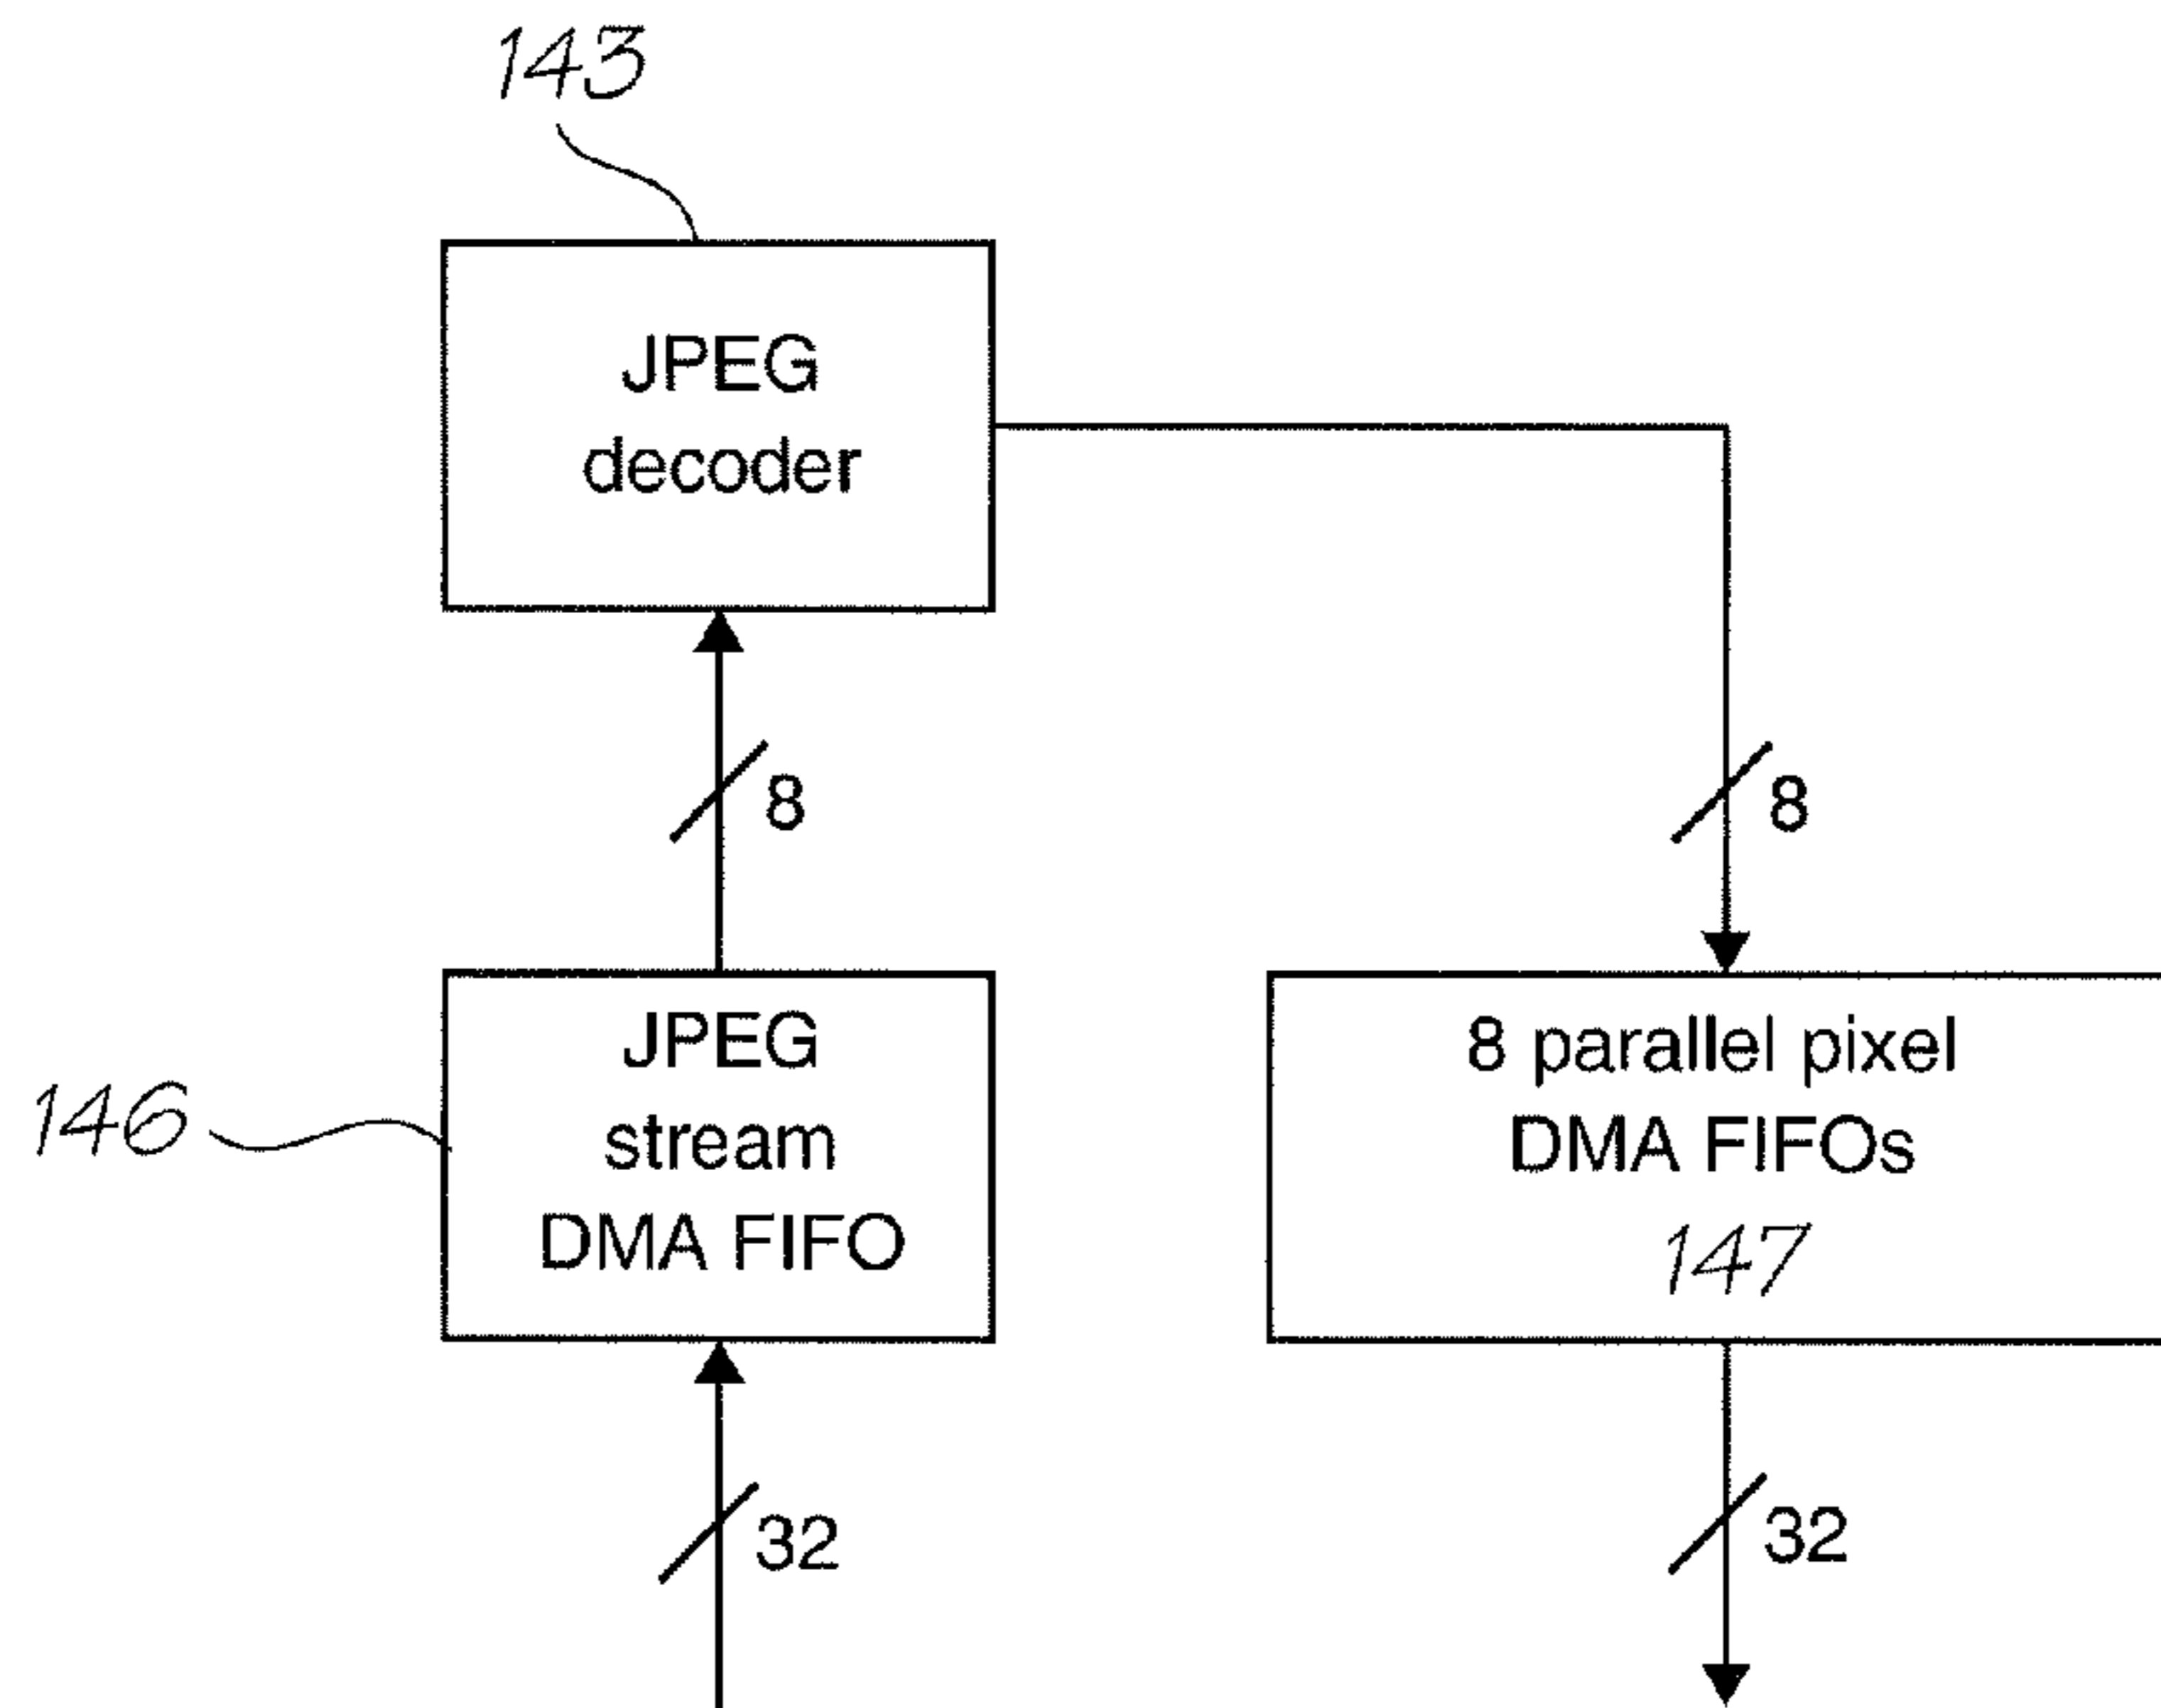 143
JPEG
decoder
8
8
JPEG
stream
DMA FIFO
146
8 parallel pixel
DMA FIFOs
147
32
32